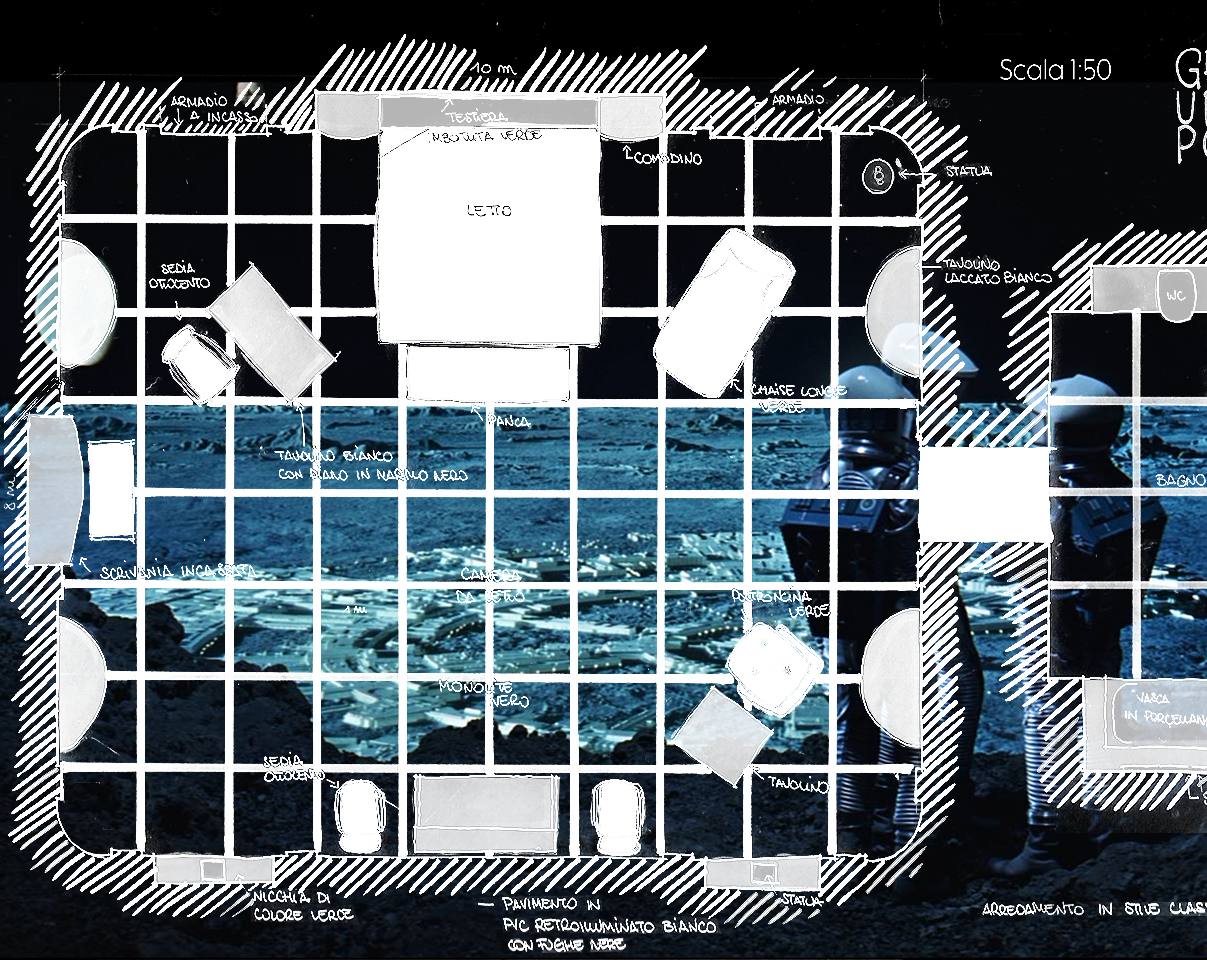 10 m
Scala 1:50
ARMADIO
A INCASSO
TESTIERA
IMBOTTITA VERDE
ARMADIO
COMODINO
STATUA
LETTO
SEDIA
OTTOCENTO
TAVOLINO
LACCATO BIANCO
WC
CHAISE LONGUE
VERDE
PANCA
TAVOLINO BIANCO
CON PIANO IN MARMO NERO
8 m
BAGNO
SCRIVANIA INCASSATA
CAMERA
DA LETTO
1 m
POLTRONCINA
VERDE
MONOLITE
NERO
VASCA
IN PORCELLAN
SEDIA
OTTOCENTO
TAVOLINO
NICCHIA DI
COLORE VERDE
STATUA
— PAVIMENTO IN
PVC RETROILLUMINATO BIANCO
CON FUGHE NERE
ARREDAMENTO IN STILE CLAS